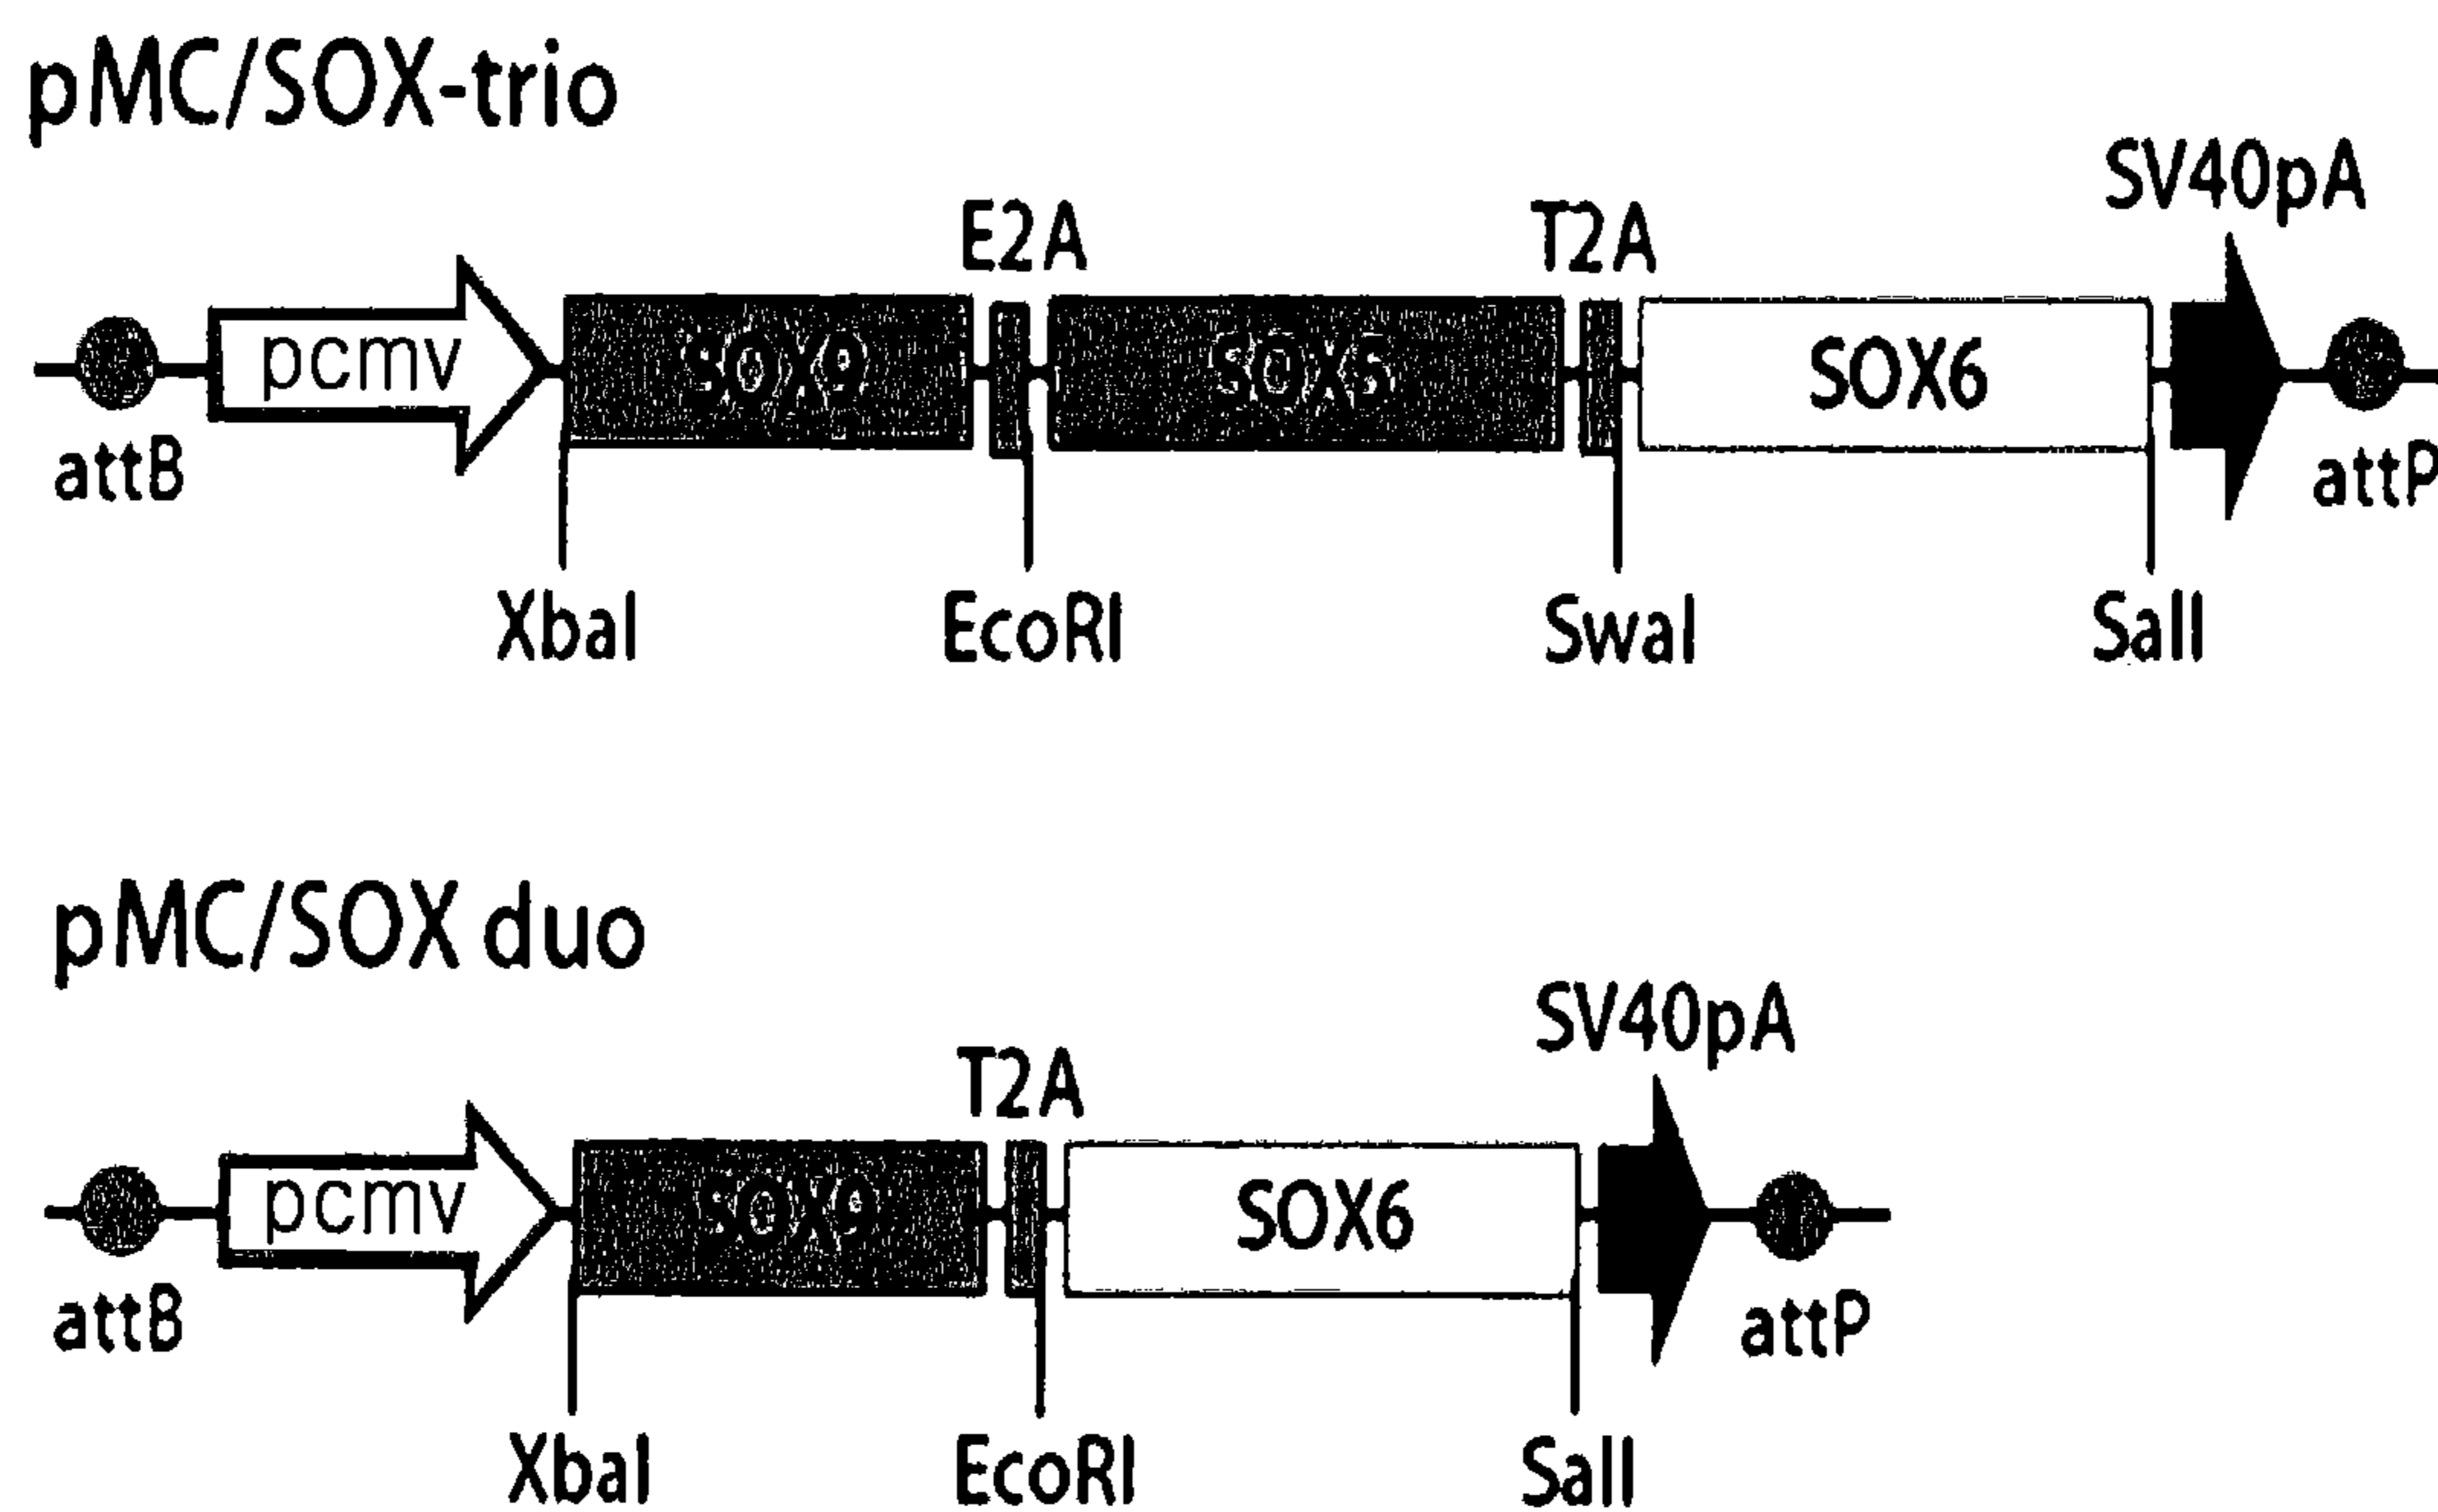 pMC/SOX-trio
SV40pA
E2A T2A
pcmv SOX9 SOX5 SOX6
attB attP
XbaI EcoRI SwaI SalI
pMC/SOX duo
SV40pA
T2A
pcmv SOX9 SOX6
attB attP
XbaI EcoRI SalI